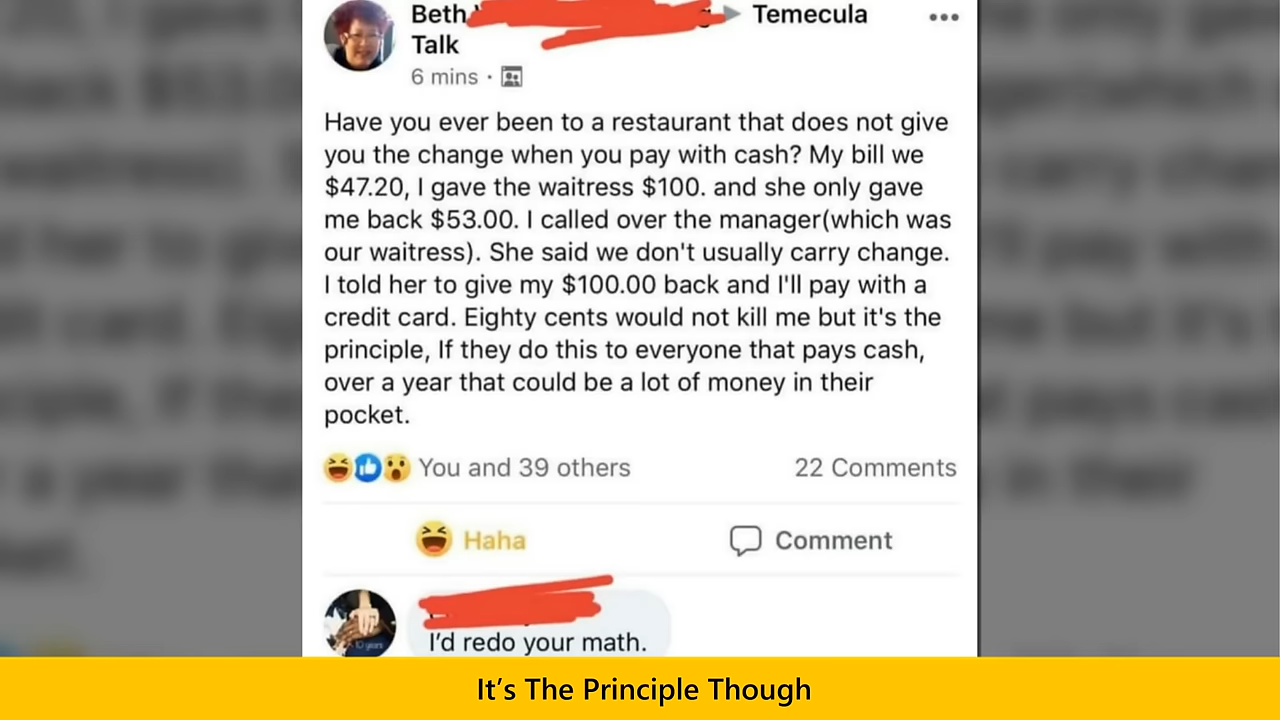 Beth Temecula
Talk
6 mins ·
Have you ever been to a restaurant that does not give
you the change when you pay with cash? My bill we
$47.20, I gave the waitress $100. and she only gave
me back $53.00. I called over the manager(which was
our waitress). She said we don't usually carry change.
I told her to give my $100.00 back and I'll pay with a
credit card. Eighty cents would not kill me but it's the
principle, If they do this to everyone that pays cash,
over a year that could be a lot of money in their
pocket.
You and 39 others 22 Comments
Haha Comment
10 years
I'd redo your math.
It's The Principle Though